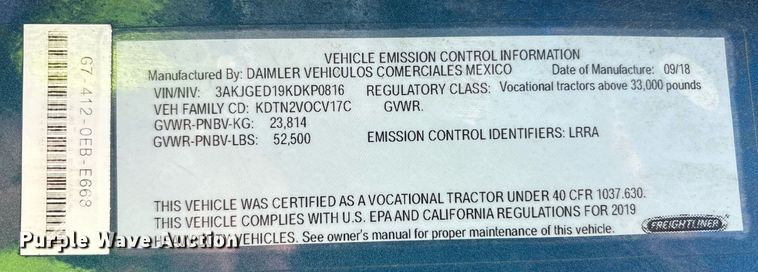 G7-412-0EB-E663
VEHICLE EMISSION CONTROL INFORMATION
Manufactured By: DAIMLER VEHICULOS COMERCIALES MEXICO Date of Manufacture: 09/18
VIN/NIV: 3AKJGED19KDKP0816 REGULATORY CLASS: Vocational tractors above 33,000 pounds
VEH FAMILY CD: KDTN2VOCV17C GVWR.
GVWR-PNBV-KG: 23,814
GVWR-PNBV-LBS: 52,500 EMISSION CONTROL IDENTIFIERS: LRRA
THIS VEHICLE WAS CERTIFIED AS A VOCATIONAL TRACTOR UNDER 40 CFR 1037.630.
THIS VEHICLE COMPLIES WITH U.S. EPA AND CALIFORNIA REGULATIONS FOR 2019
VEHICLES. See owner's manual for proper maintenance of this vehicle.
FREIGHTLINER
Purple Wave Auction